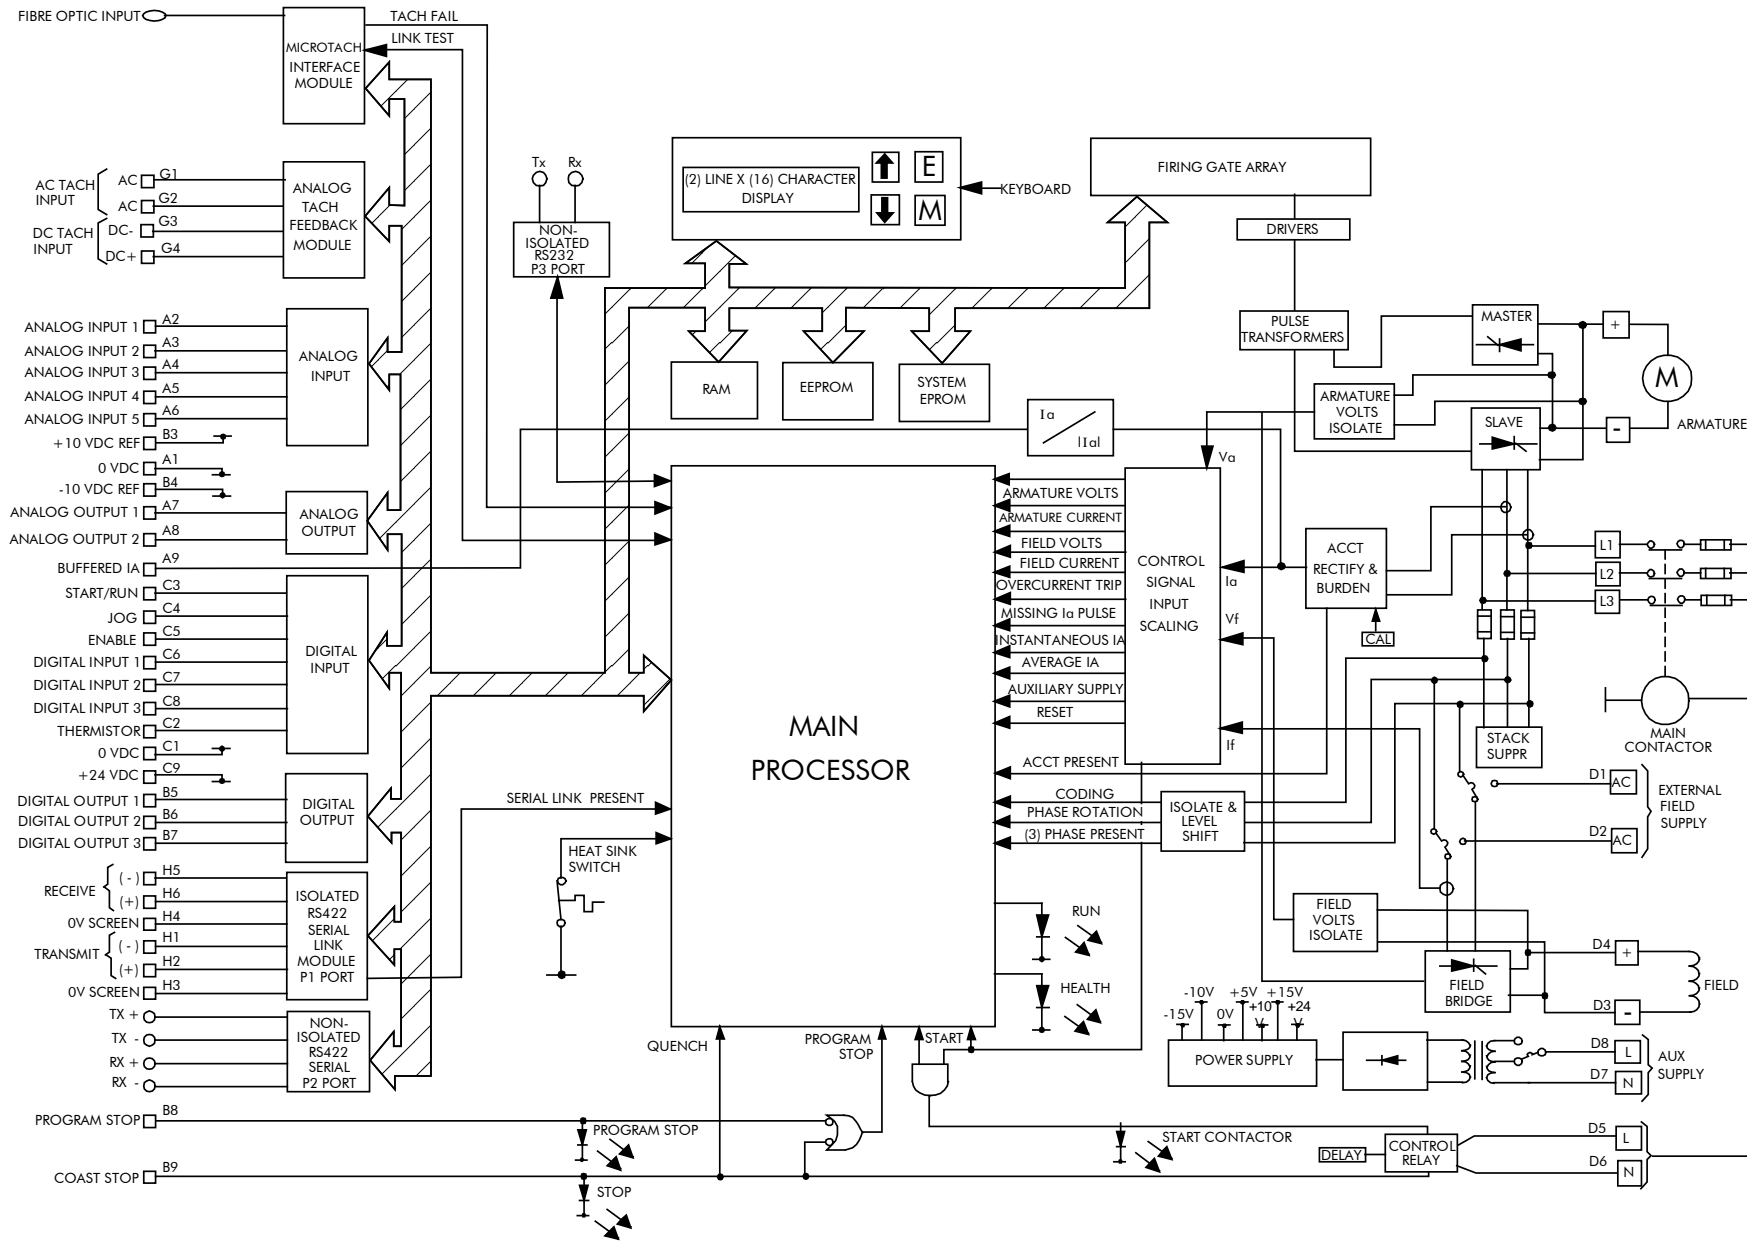 FIBRE OPTIC INPUT
MICROTACH
INTERFACE
MODULE
TACH FAIL
LINK TEST
AC TACH
INPUT
AC G1
AC G2
DC TACH
INPUT
DC- G3
DC+ G4
ANALOG
TACH
FEEDBACK
MODULE
ANALOG INPUT 1 A2
ANALOG INPUT 2 A3
ANALOG INPUT 3 A4
ANALOG INPUT 4 A5
ANALOG INPUT 5 A6
ANALOG
INPUT
+10 VDC REF B3
0 VDC A1
-10 VDC REF B4
ANALOG OUTPUT 1 A7
ANALOG OUTPUT 2 A8
ANALOG
OUTPUT
BUFFERED IA A9
START/RUN C3
JOG C4
ENABLE C5
DIGITAL INPUT 1 C6
DIGITAL INPUT 2 C7
DIGITAL INPUT 3 C8
THERMISTOR C2
DIGITAL
INPUT
0 VDC C1
+24 VDC C9
DIGITAL OUTPUT 1 B5
DIGITAL OUTPUT 2 B6
DIGITAL OUTPUT 3 B7
DIGITAL
OUTPUT
RECEIVE
(-) H5
(+) H6
0V SCREEN H4
TRANSMIT
(-) H1
(+) H2
0V SCREEN H3
ISOLATED
RS422
SERIAL
LINK
MODULE
P1 PORT
TX +
TX -
RX +
RX -
NON-
ISOLATED
RS422
SERIAL
P2 PORT
PROGRAM STOP B8
COAST STOP B9
PROGRAM STOP
STOP
Tx
Rx
NON-
ISOLATED
RS232
P3 PORT
(2) LINE X (16) CHARACTER
DISPLAY
E
M
KEYBOARD
RAM
EEPROM
SYSTEM
EPROM
FIRING GATE ARRAY
DRIVERS
PULSE
TRANSFORMERS
Ia
|Ia|
MAIN
PROCESSOR
SERIAL LINK PRESENT
HEAT SINK
SWITCH
QUENCH
PROGRAM
STOP
START
RUN
HEALTH
ARMATURE VOLTS
ARMATURE CURRENT
FIELD VOLTS
FIELD CURRENT
OVERCURRENT TRIP
MISSING Ia PULSE
INSTANTANEOUS IA
AVERAGE IA
AUXILIARY SUPPLY
RESET
ACCT PRESENT
CODING
PHASE ROTATION
(3) PHASE PRESENT
CONTROL
SIGNAL
INPUT
SCALING
Va
Ia
Vf
If
ISOLATE &
LEVEL
SHIFT
ACCT
RECTIFY &
BURDEN
CAL
MASTER
ARMATURE
VOLTS
ISOLATE
SLAVE
+
-
M
ARMATURE
L1
L2
L3
STACK
SUPPR
MAIN
CONTACTOR
D1 AC
D2 AC
EXTERNAL
FIELD
SUPPLY
FIELD
VOLTS
ISOLATE
FIELD
BRIDGE
D4 +
D3 -
FIELD
-15V
-10V
0V
+5V
+10
V
+15V
+24
V
POWER SUPPLY
D8 L
D7 N
AUX
SUPPLY
START CONTACTOR
DELAY
CONTROL
RELAY
D5 L
D6 N